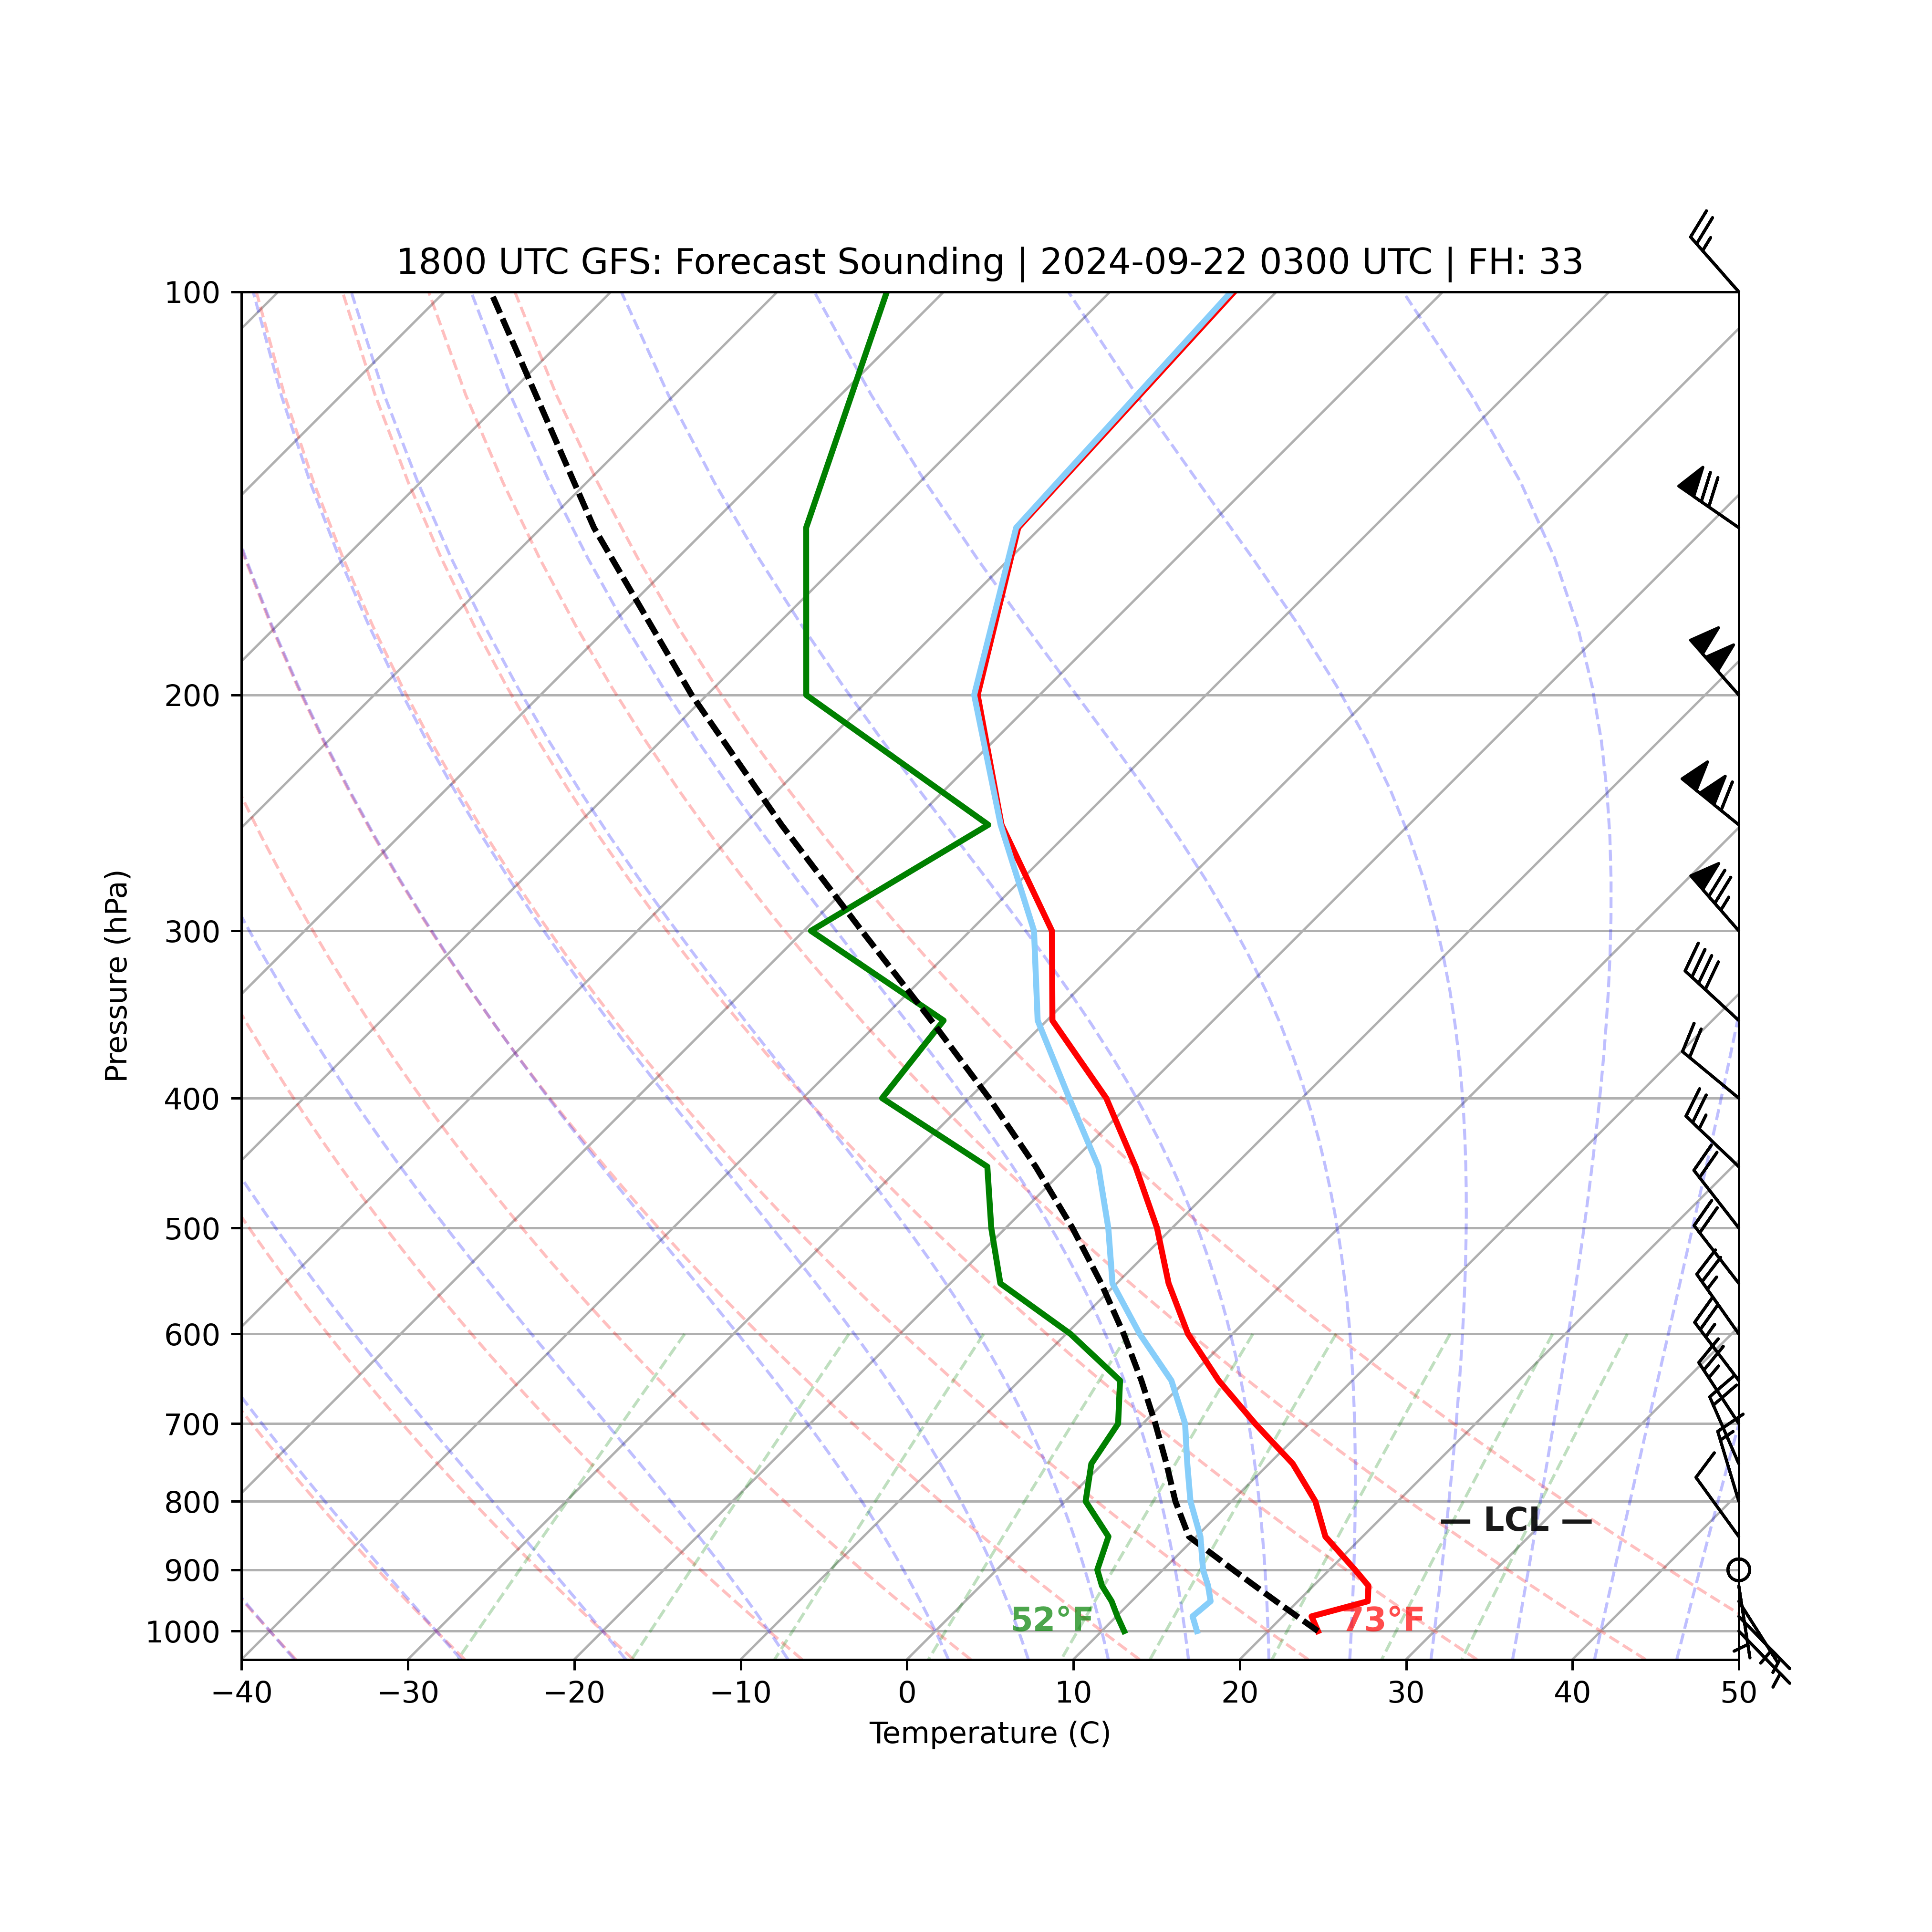 1800 UTC GFS: Forecast Sounding | 2024-09-22 0300 UTC | FH: 33
100
200
300
400
500
600
700
800
900
1000
Pressure (hPa)
— LCL —
52°F
73°F
−40 −30 −20 −10 0 10 20 30 40 50
Temperature (C)